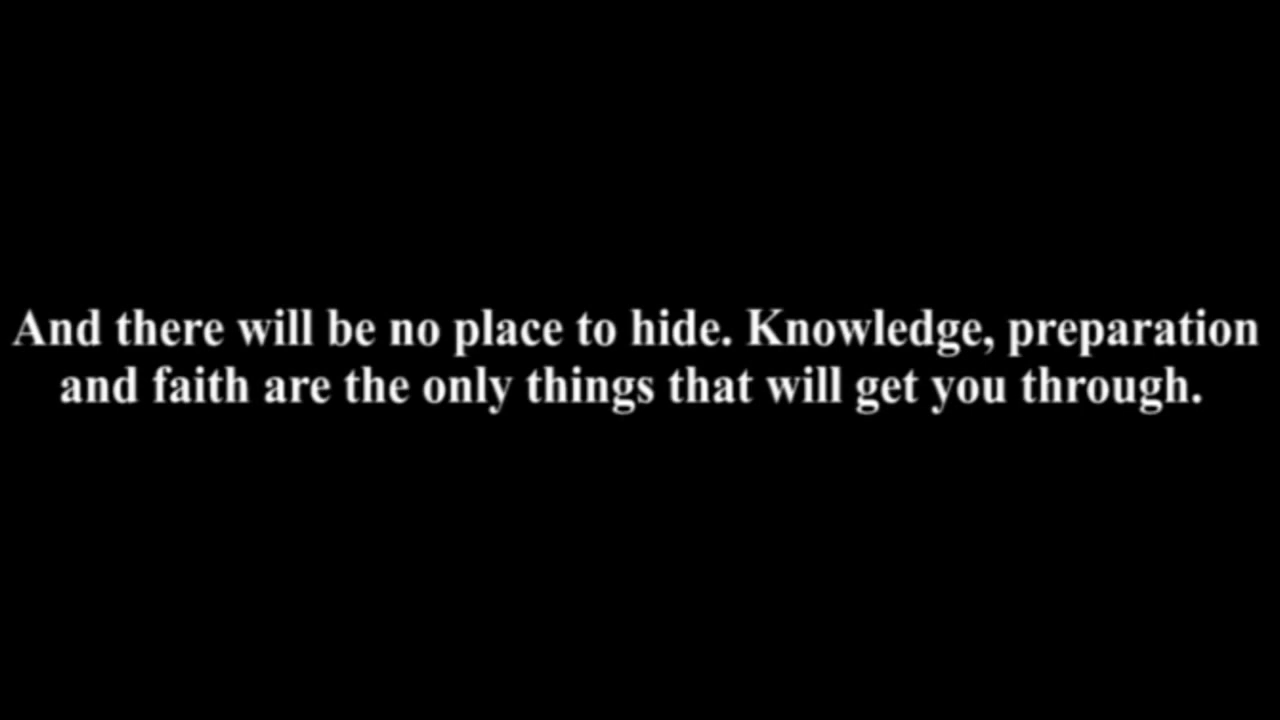 And there will be no place to hide. Knowledge, preparation
and faith are the only things that will get you through.